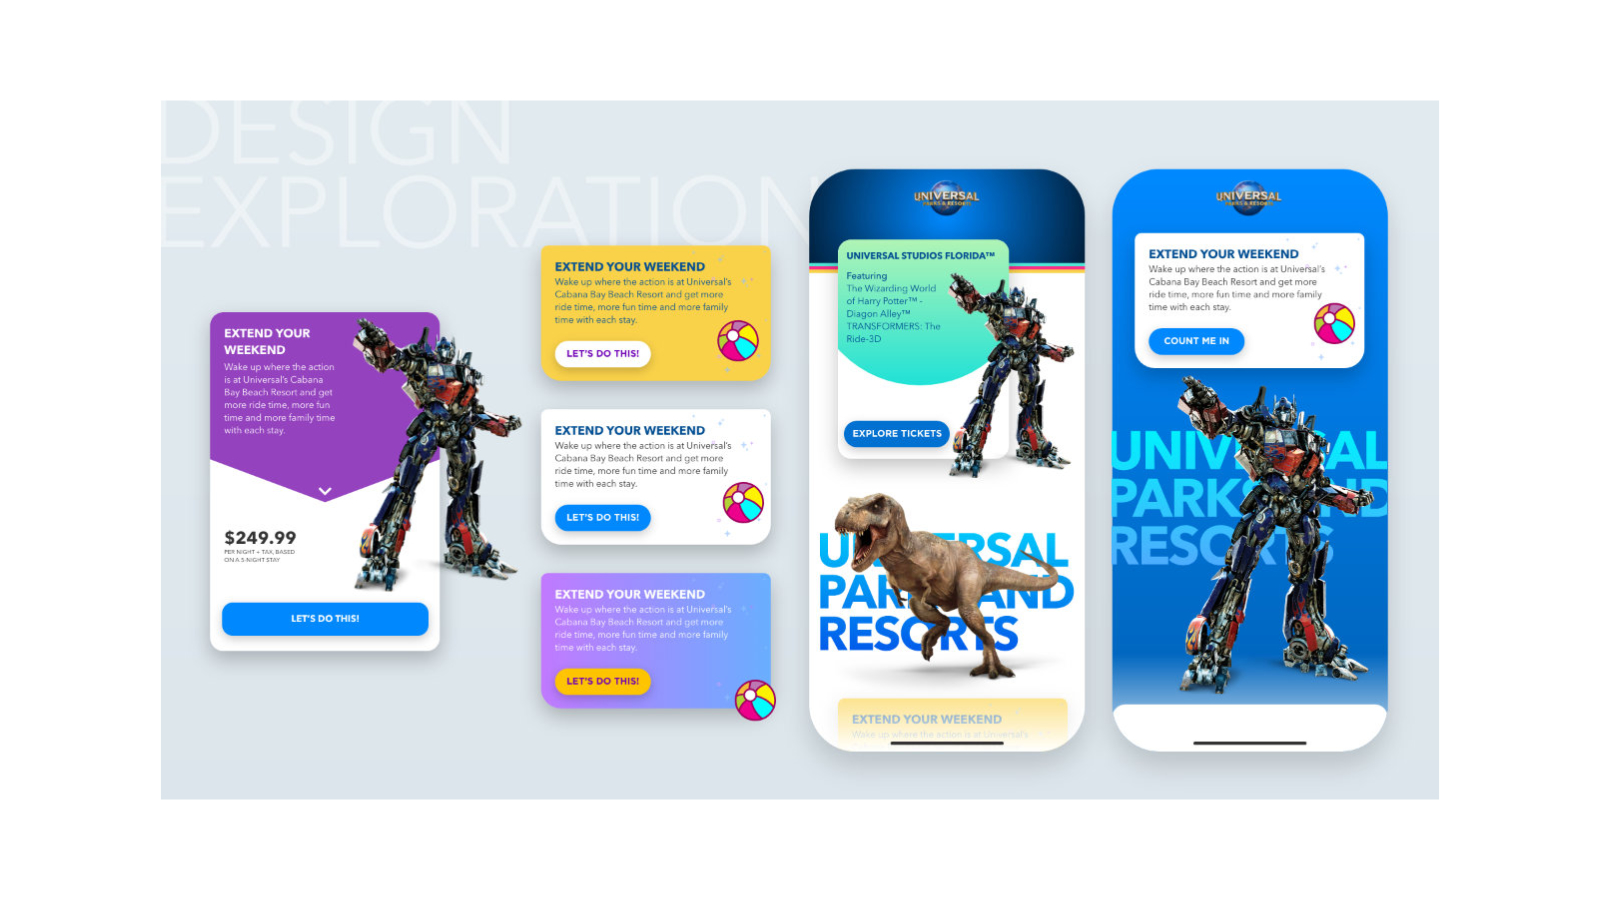 DESIGN
EXPLORATION
EXTEND YOUR
WEEKEND
Wake up where the action
is at Universal's Cabana
Bay Beach Resort and get
more ride time, more fun
time and more family time
with each stay.
$249.99
PER NIGHT + TAX, BASED
ON A 5-NIGHT STAY
LET'S DO THIS!
EXTEND YOUR WEEKEND
Wake up where the action is at Universal's
Cabana Bay Beach Resort and get more
ride time, more fun time and more family
time with each stay.
LET'S DO THIS!
EXTEND YOUR WEEKEND
Wake up where the action is at Universal's
Cabana Bay Beach Resort and get more
ride time, more fun time and more family
time with each stay.
LET'S DO THIS!
EXTEND YOUR WEEKEND
Wake up where the action is at Universal's
Cabana Bay Beach Resort and get more
ride time, more fun time and more family
time with each stay.
LET'S DO THIS!
UNIVERSAL
PARKS & RESORTS
UNIVERSAL STUDIOS FLORIDA™
Featuring
The Wizarding World
of Harry Potter™ -
Diagon Alley™
TRANSFORMERS: The
Ride-3D
EXPLORE TICKETS
UNIVERSAL
PARKS AND
RESORTS
EXTEND YOUR WEEKEND
Wake up where the action is at Universal's
UNIVERSAL
PARKS & RESORTS
EXTEND YOUR WEEKEND
Wake up where the action is at Universal's
Cabana Bay Beach Resort and get more
ride time, more fun time and more family
time with each stay.
COUNT ME IN
UNIVERSAL
PARKS AND
RESORTS